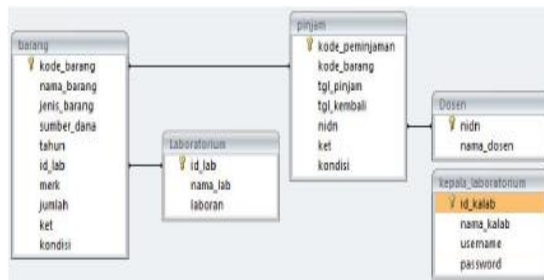 barang
kode_barang
nama_barang
jenis_barang
sumber_dana
tahun
id_lab
merk
jumlah
ket
kondisi
Laboratorium
id_lab
nama_lab
laboran
pinjam
kode_peminjaman
kode_barang
tgl_pinjam
tgl_kembali
nidn
ket
kondisi
Dosen
nidn
nama_dosen
kepala_laboratorium
id_kalab
nama_kalab
username
password